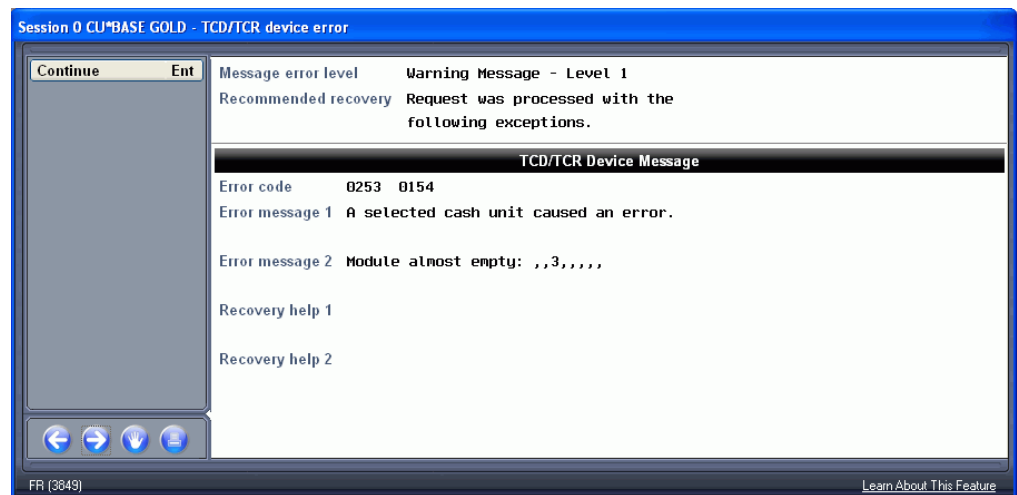 Session 0 CU*BASE GOLD - TCD/TCR device error
Continue Ent
Message error level Warning Message - Level 1
Recommended recovery Request was processed with the
following exceptions.
TCD/TCR Device Message
Error code 0253 0154
Error message 1 A selected cash unit caused an error.
Error message 2 Module almost empty: ,,3,,,,,
Recovery help 1
Recovery help 2
FR (3849) Learn About This Feature